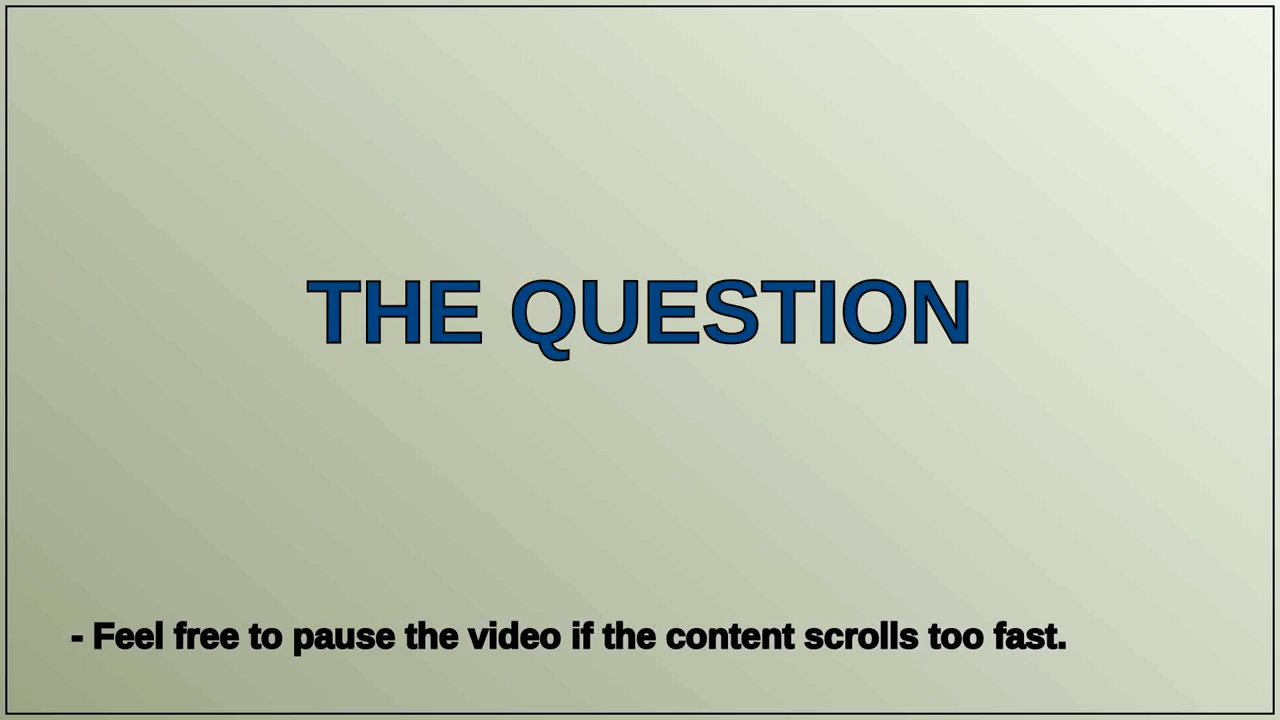 THE QUESTION
- Feel free to pause the video if the content scrolls too fast.